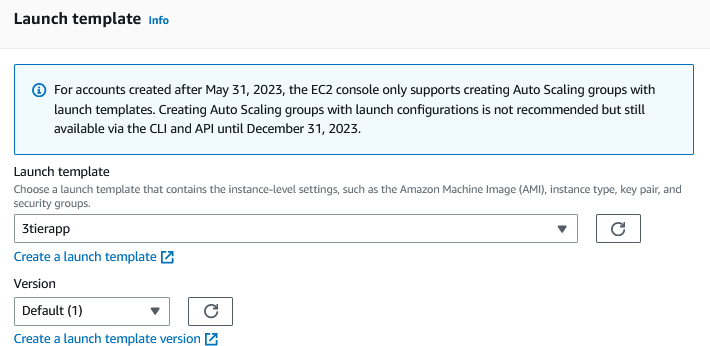 Launch template Info
For accounts created after May 31, 2023, the EC2 console only supports creating Auto Scaling groups with
launch templates. Creating Auto Scaling groups with launch configurations is not recommended but still
available via the CLI and API until December 31, 2023.
Launch template
Choose a launch template that contains the instance-level settings, such as the Amazon Machine Image (AMI), instance type, key pair, and
security groups.
3tierapp
Create a launch template
Version
Default (1)
Create a launch template version